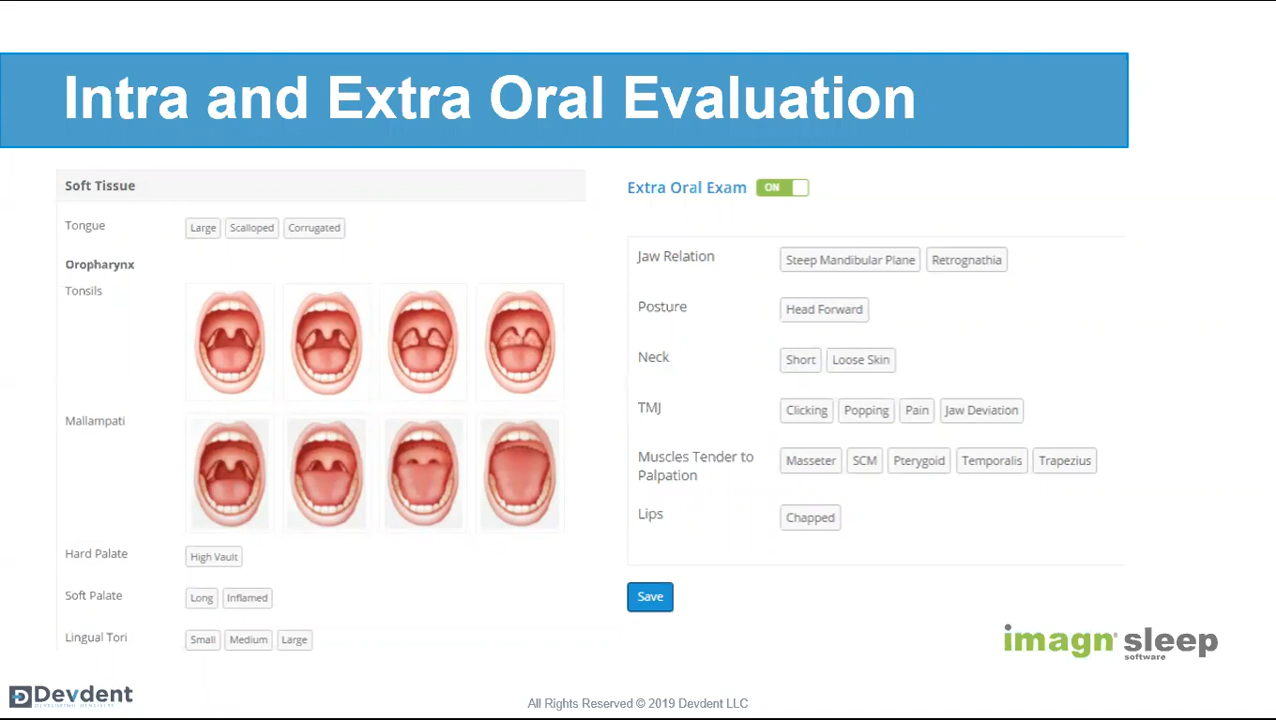 Intra and Extra Oral Evaluation
Soft Tissue
Tongue
Large Scalloped Corrugated
Oropharynx
Tonsils
Mallampati
Hard Palate
High Vault
Soft Palate
Long Inflamed
Lingual Tori
Small Medium Large
Extra Oral Exam ON
Jaw Relation
Steep Mandibular Plane Retrognathia
Posture
Head Forward
Neck
Short Loose Skin
TMJ
Clicking Popping Pain Jaw Deviation
Muscles Tender to
Palpation
Masseter SCM Pterygoid Temporalis Trapezius
Lips
Chapped
Save
imagn® sleep
software
Devdent
DEVELOPING DENTISTS
All Rights Reserved © 2019 Devdent LLC